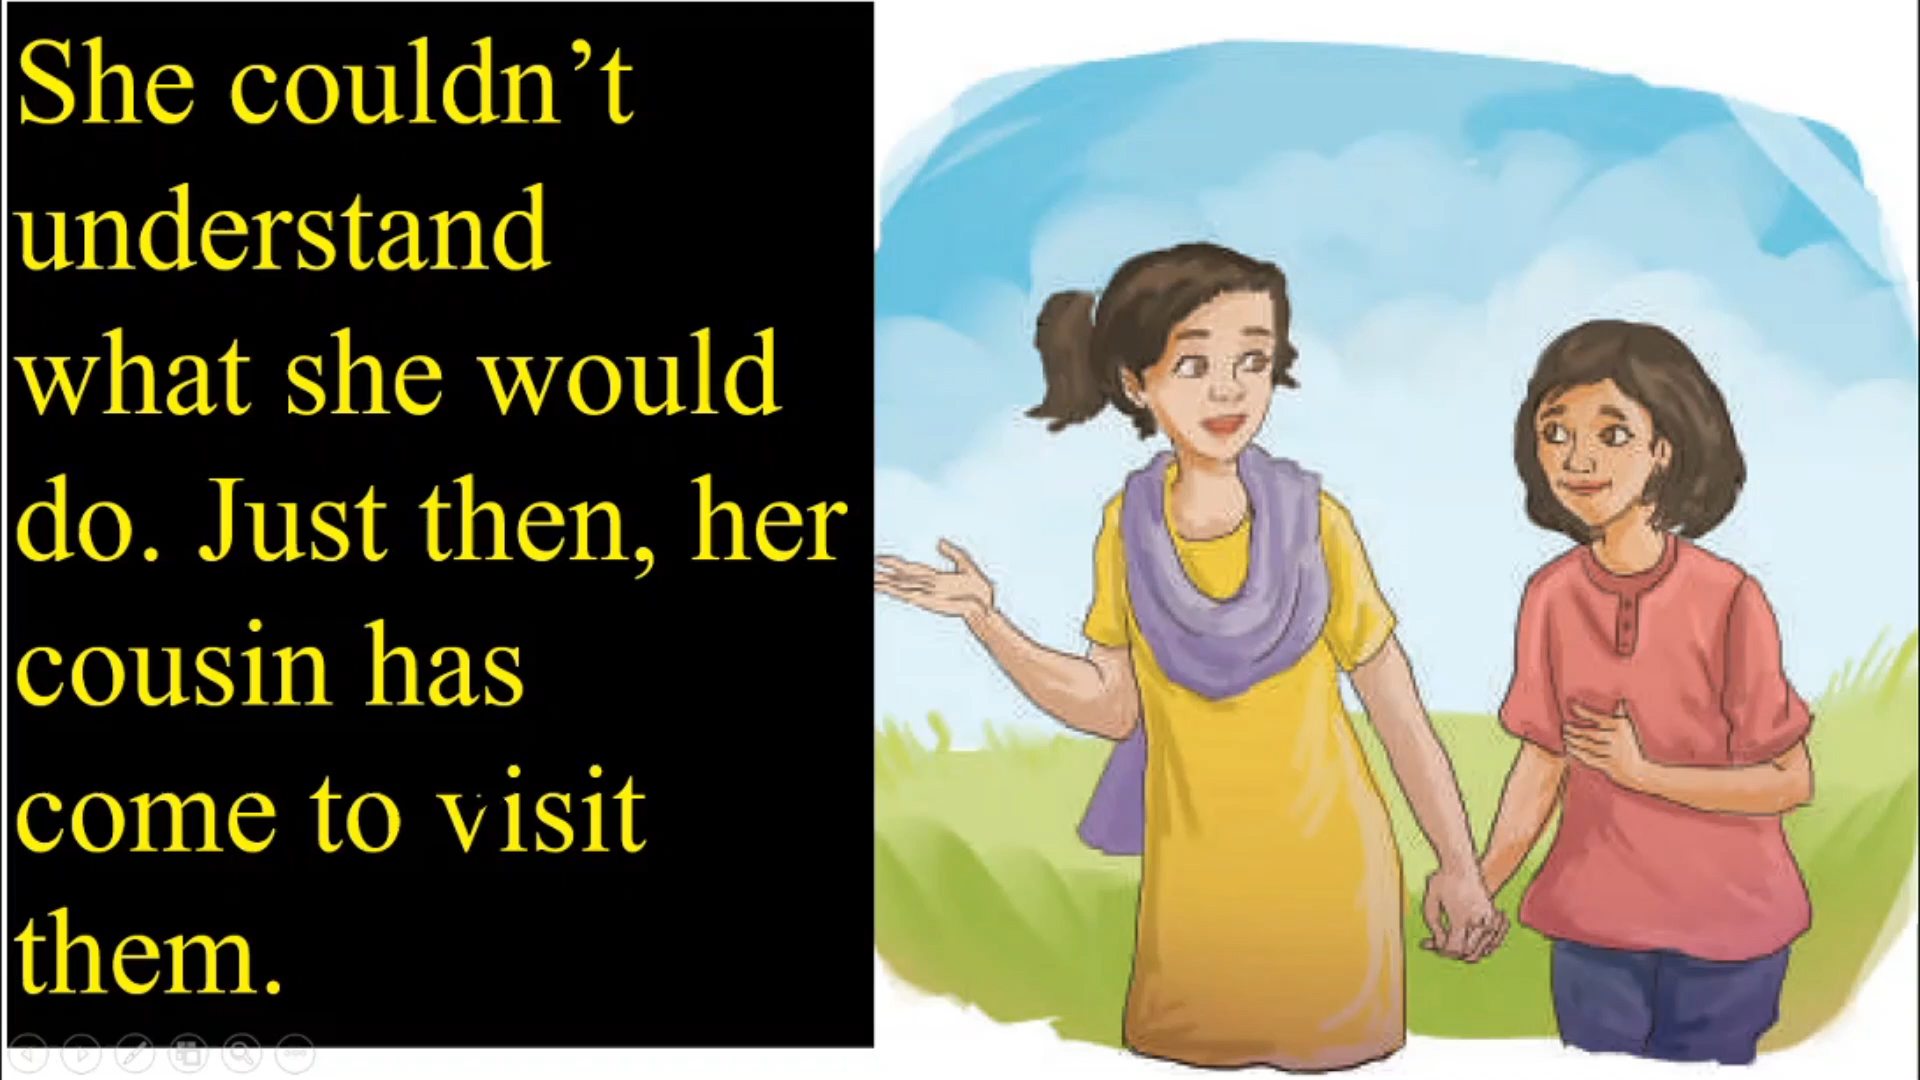 She couldn’t
understand
what she would
do. Just then, her
cousin has
come to visit
them.